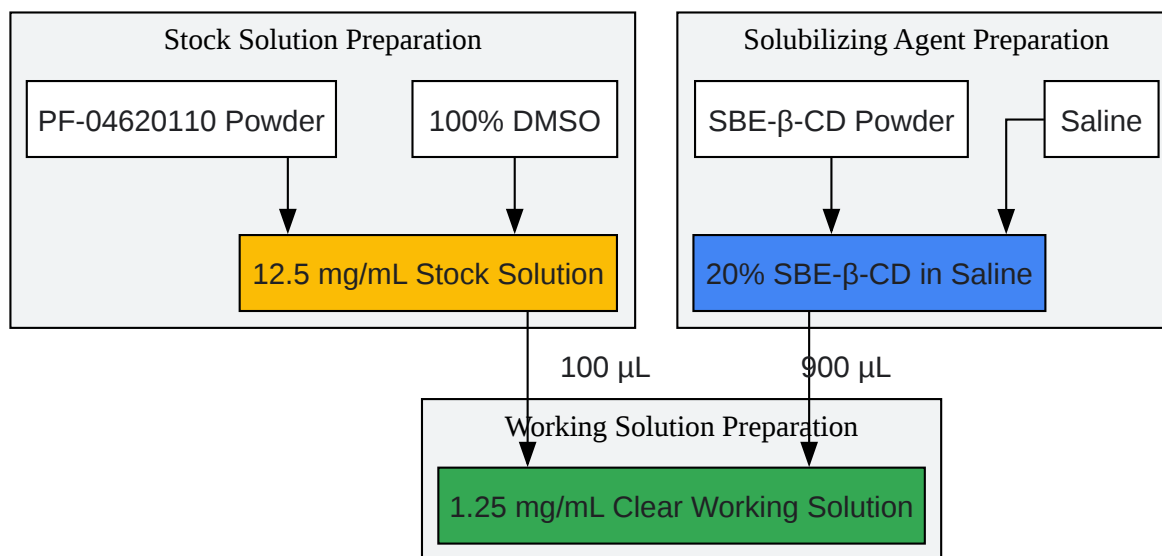 Stock Solution Preparation
PF-04620110 Powder
100% DMSO
12.5 mg/mL Stock Solution
Solubilizing Agent Preparation
SBE-β-CD Powder
Saline
20% SBE-β-CD in Saline
100 µL
900 µL
Working Solution Preparation
1.25 mg/mL Clear Working Solution